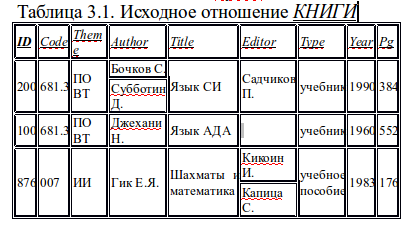 Таблица 3.1. Исходное отношение КНИГИ
ID Code Theme Author Title Editor Type Year Pg
200 681.3 ПО ВТ Бочков С. Субботин Д. Язык СИ Садчиков П. учебник 1990 384
100 681.3 ПО ВТ Джехани Н. Язык АДА учебник 1960 552
876 007 ИИ Гик Е.Я. Шахматы и математика Кикоин И. Капица С. учебное пособие 1983 176